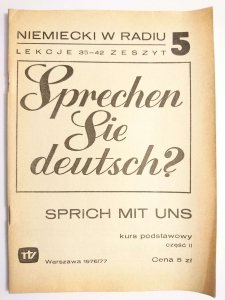 NIEMIECKI W RADIU
LEKCJE 35-42 ZESZYT 5
Sprechen
Sie
deutsch?
SPRICH MIT UNS
kurs podstawowy
część II
Warszawa 1976/77
Cena 5 zł